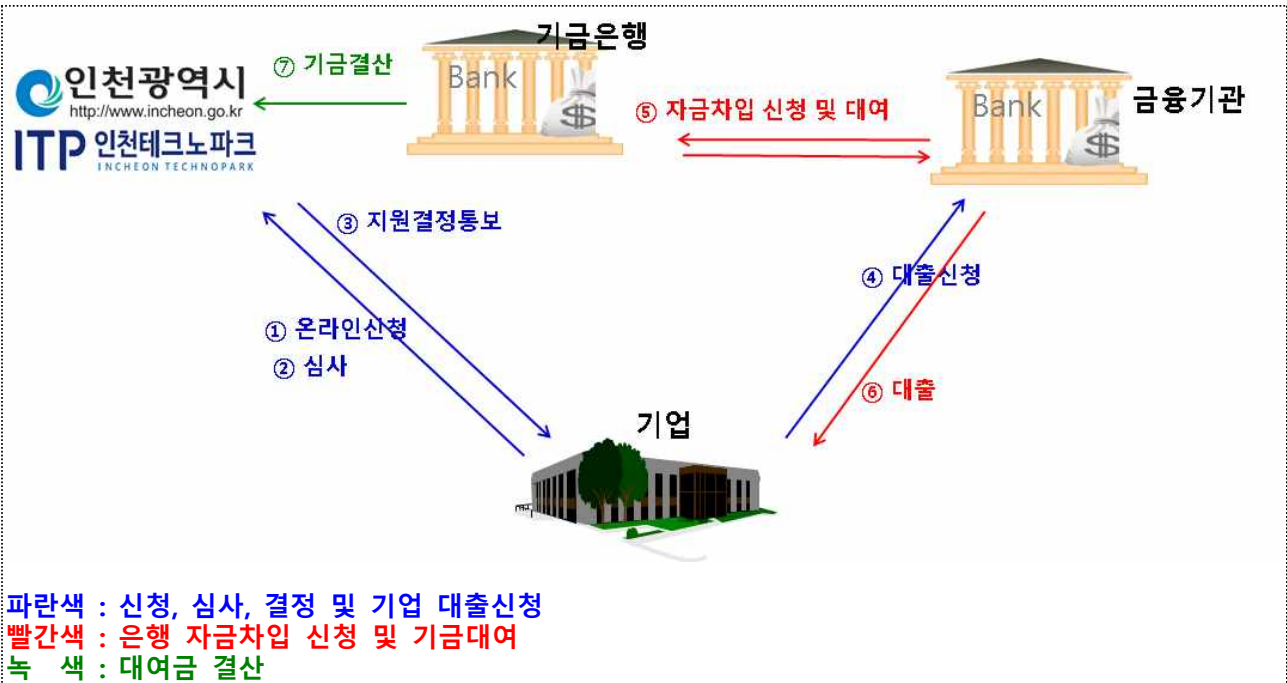 기금은행
⑦ 기금결산
Bank
인천광역시
http://www.incheon.go.kr
ITP 인천테크노파크
INCHEON TECHNOPARK
⑤ 자금차입 신청 및 대여
Bank
금융기관
③ 지원결정통보
④ 대출신청
① 온라인신청
② 심사
⑥ 대출
기업
파란색 : 신청, 심사, 결정 및 기업 대출신청
빨간색 : 은행 자금차입 신청 및 기금대여
녹 색 : 대여금 결산